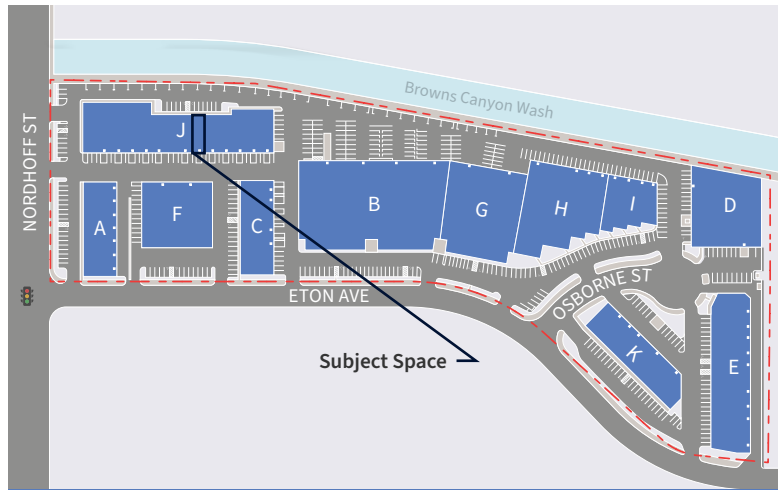 Browns Canyon Wash
NORDHOFF ST
J
A
F
C
B
G
H
I
D
ETON AVE
OSBORNE ST
K
E
Subject Space